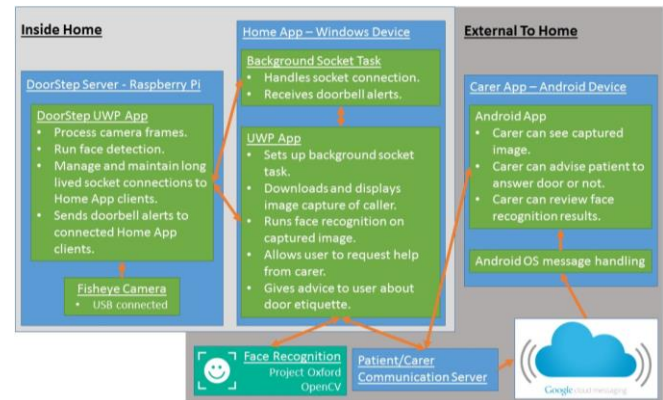 Inside Home
DoorStep Server - Raspberry Pi
DoorStep UWP App
• Process camera frames.
• Run face detection.
• Manage and maintain long
lived socket connections to
Home App clients.
• Sends doorbell alerts to
connected Home App
clients.
Fisheye Camera
• USB connected
Home App – Windows Device
Background Socket Task
• Handles socket connection.
• Receives doorbell alerts.
UWP App
• Sets up background socket
task.
• Downloads and displays
image capture of caller.
• Runs face recognition on
captured image.
• Allows user to request help
from carer.
• Gives advice to user about
door etiquette.
External To Home
Carer App – Android Device
Android App
• Carer can see captured
image.
• Carer can advise patient to
answer door or not.
• Carer can review face
recognition results.
Android OS message handling
Face Recognition
Project Oxford
OpenCV
Patient/Carer
Communication Server
Google cloud messaging